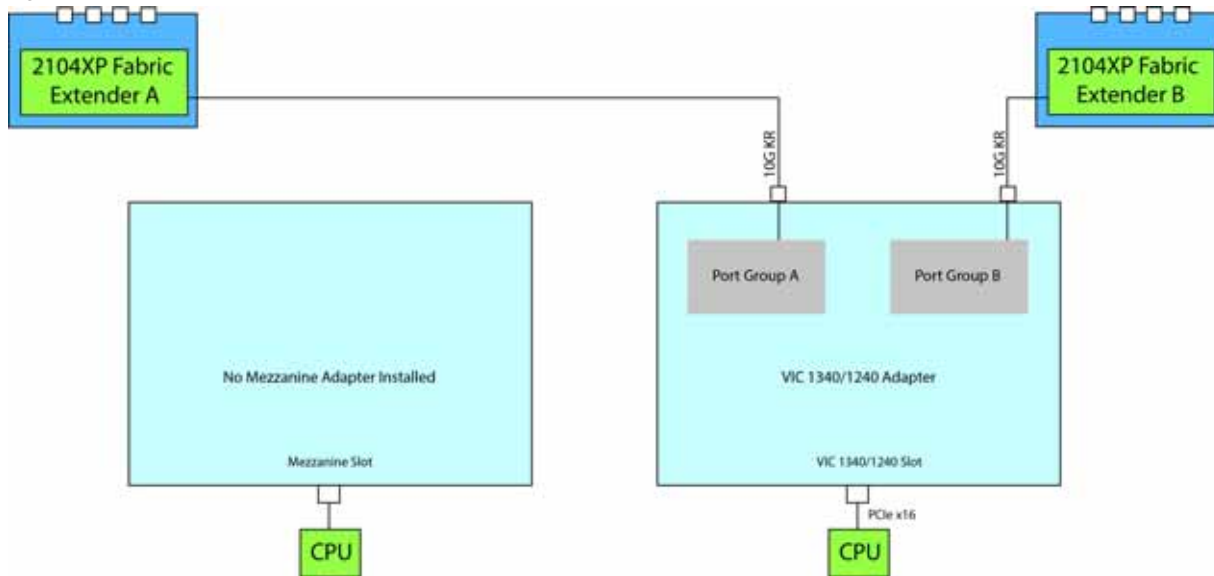 2104XP Fabric
Extender A
2104XP Fabric
Extender B
10G KR
10G KR
Port Group A
Port Group B
No Mezzanine Adapter Installed
VIC 1340/1240 Adapter
Mezzanine Slot
VIC 1340/1240 Slot
PCIe x16
CPU
CPU